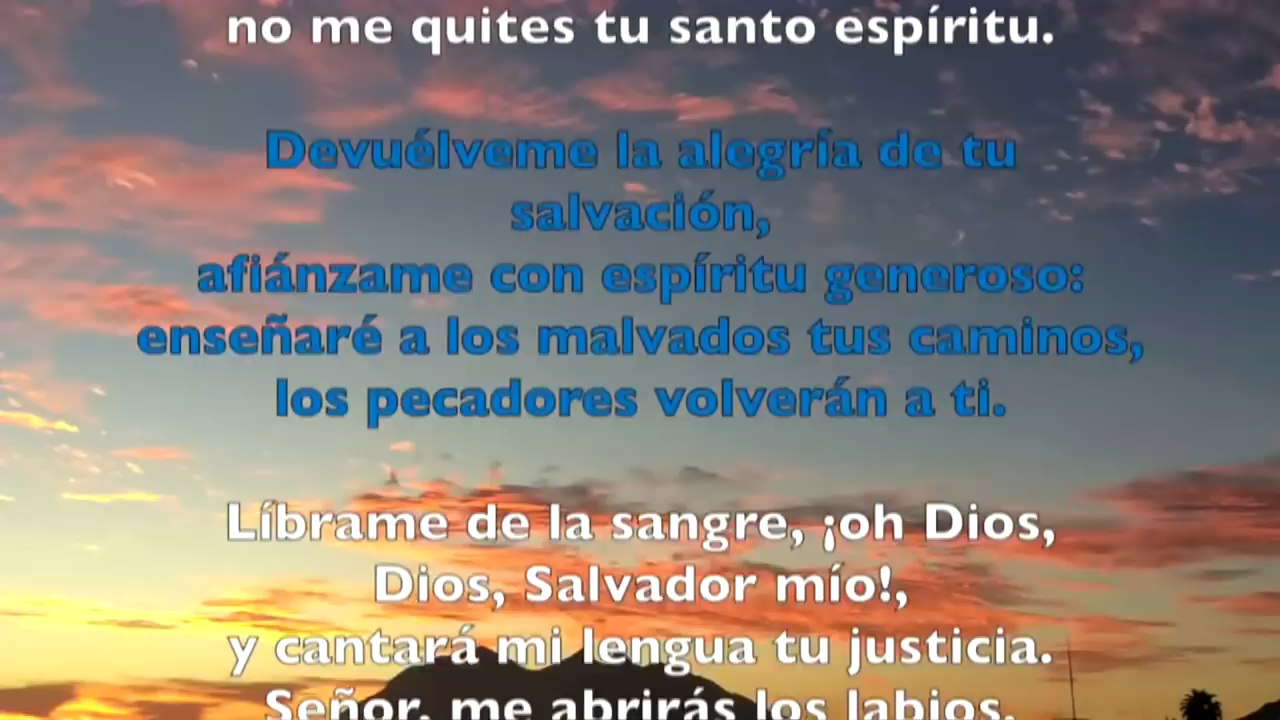 no me quites tu santo espíritu.
Devuélveme la alegría de tu
salvación,
afiánzame con espíritu generoso:
enseñaré a los malvados tus caminos,
los pecadores volverán a ti.
Líbrame de la sangre, ¡oh Dios,
Dios, Salvador mío!,
y cantará mi lengua tu justicia.
Señor, me abrirás los labios,